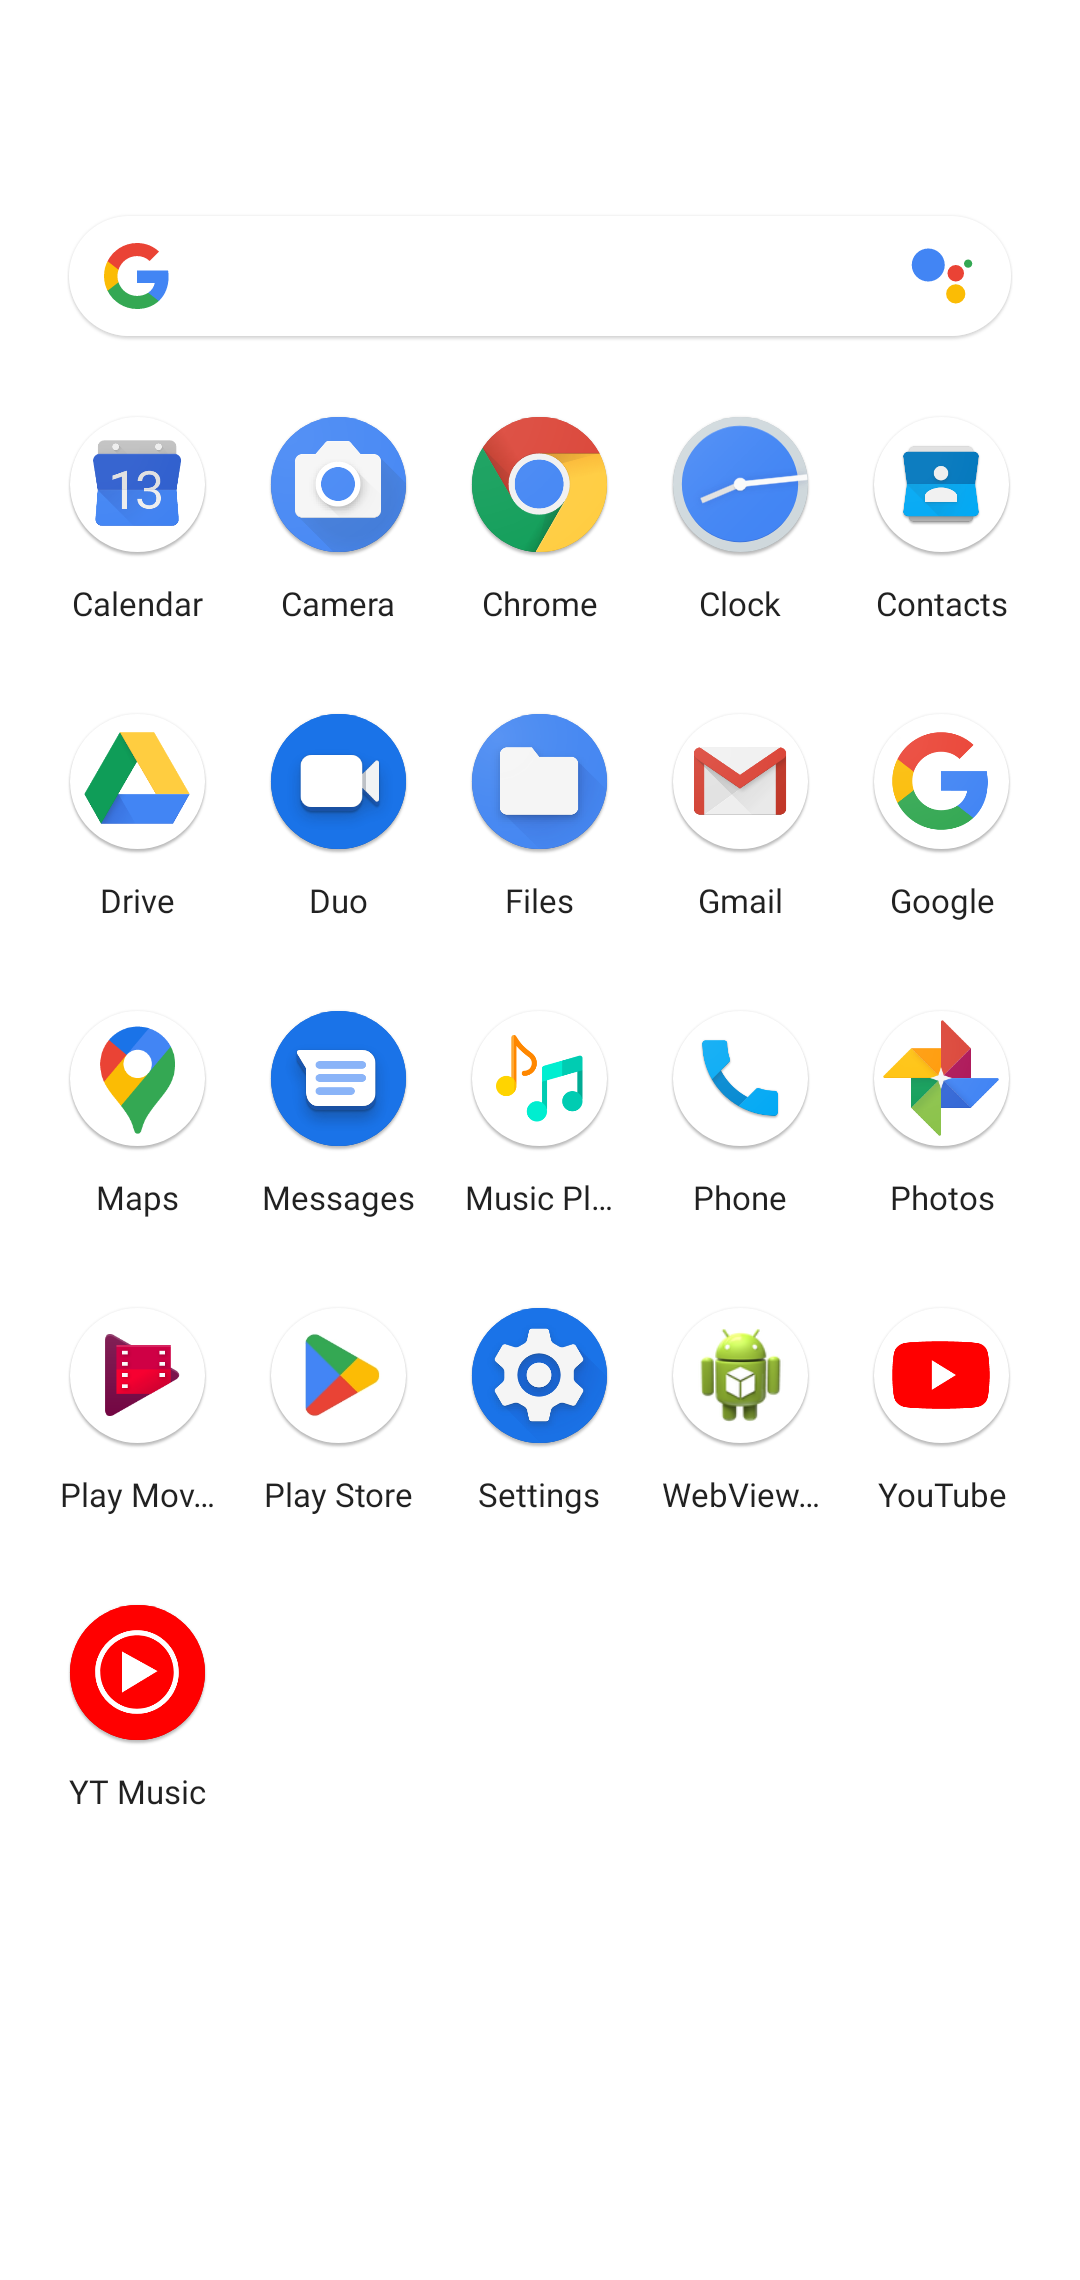 13
Calendar Camera Chrome Clock Contacts
Drive Duo Files Gmail Google
Maps Messages Music Pl... Phone Photos
Play Mov... Play Store Settings WebView... YouTube
YT Music